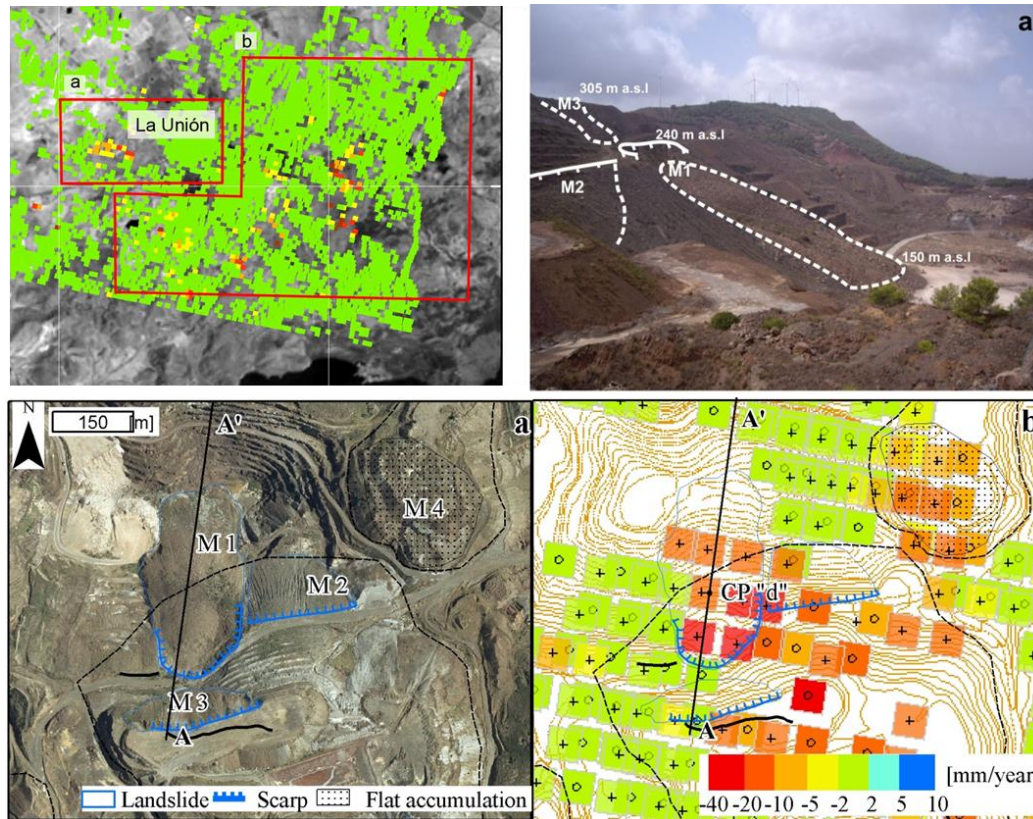 b
a
La Unión
a
305 m a.s.l
M3
240 m a.s.l
M1
M2
150 m a.s.l
N
150 [m]
A'
a
M 4
M 1
M 2
M 3
A
Landslide Scarp Flat accumulation
A'
b
CP "d"
A
[mm/year]
-40 -20 -10 -5 -2 2 5 10